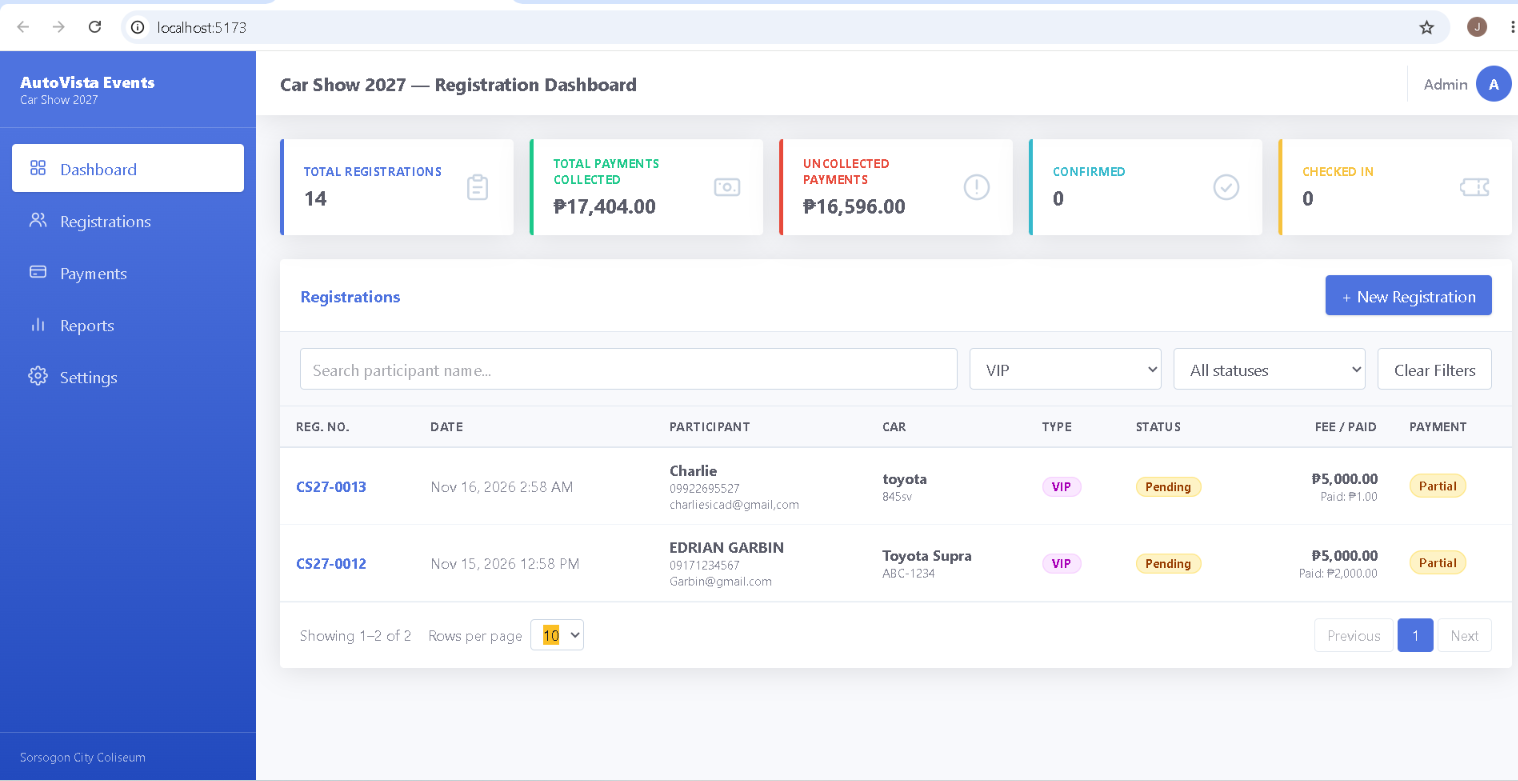 localhost:5173
J
AutoVista Events
Car Show 2027
Dashboard
Registrations
Payments
Reports
Settings
Sorsogon City Coliseum
Car Show 2027 — Registration Dashboard
Admin
A
TOTAL REGISTRATIONS
14
TOTAL PAYMENTS
COLLECTED
₱17,404.00
UNCOLLECTED
PAYMENTS
₱16,596.00
CONFIRMED
0
CHECKED IN
0
Registrations
+ New Registration
Search participant name...
VIP
All statuses
Clear Filters
REG. NO. DATE PARTICIPANT CAR TYPE STATUS FEE / PAID PAYMENT
CS27-0013 Nov 16, 2026 2:58 AM
Charlie
09922695527
charliesicad@gmail,com
toyota
845sv
VIP
Pending
₱5,000.00
Paid: ₱1.00
Partial
CS27-0012 Nov 15, 2026 12:58 PM
EDRIAN GARBIN
09171234567
Garbin@gmail.com
Toyota Supra
ABC-1234
VIP
Pending
₱5,000.00
Paid: ₱2,000.00
Partial
Showing 1–2 of 2 Rows per page 10
Previous 1 Next